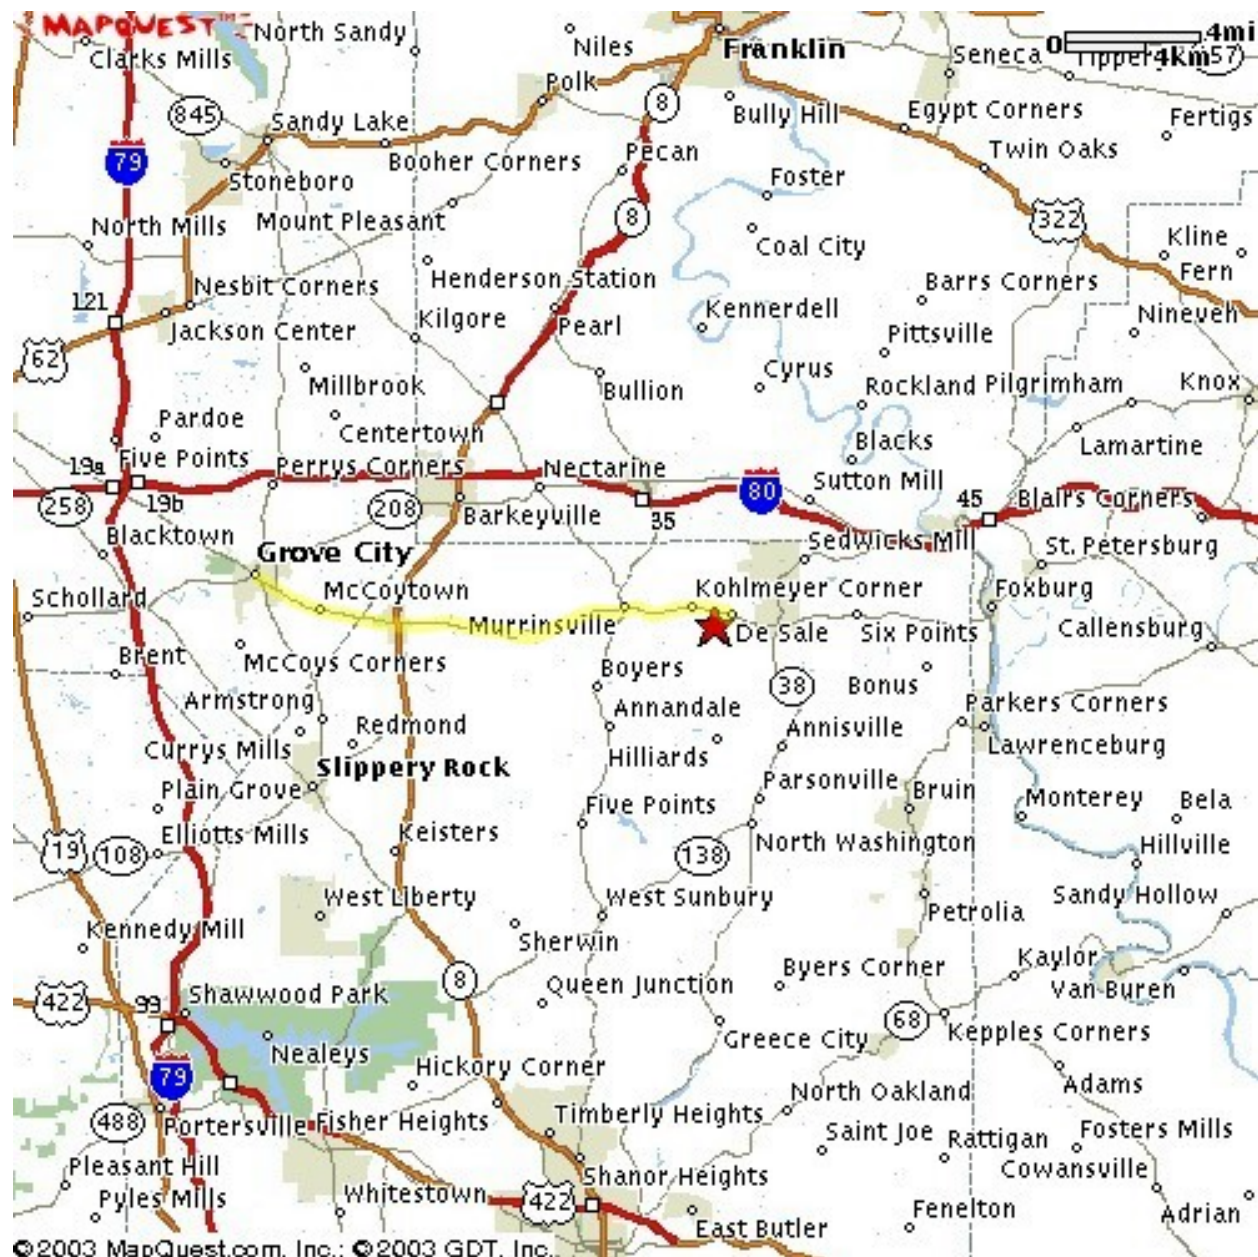 MAPQUEST
North Sandy
Niles
Franklin
0 4mi
4km
Clarks Mills
Seneca
57
Polk
845
8
Bully Hill
Egypt Corners
Fertigs
Sandy Lake
Booher Corners
Pecan
Twin Oaks
79
Stoneboro
Foster
Mount Pleasant
8
322
North Mills
Coal City
Kline
Henderson Station
Fern
Nesbit Corners
Barrs Corners
121
Kennerdell
Jackson Center
Kilgore
Pearl
Pittsville
62
Millbrook
Bullion
Cyrus
Rockland
Pilgrimham
Knox
Pardoe
Centertown
Blacks
Lamartine
19a
Five Points
Perrys Corners
Nectarine
80
Sutton Mill
45
Blairs Corners
258
19b
208
Barkeyville
35
Blacktown
Grove City
Sedwicks Mill
St. Petersburg
Schollard
McCoytown
Kohlmeyer Corner
Foxburg
Murrinsville
De Sale
Six Points
Callensburg
Brent
McCoys Corners
Boyers
38
Bonus
Armstrong
Redmond
Annandale
Annisville
Parkers Corners
Currys Mills
Hilliards
Lawrenceburg
Slippery Rock
Plain Grove
Five Points
Parsonville
Bruin
Monterey
Bela
Elliotts Mills
Keisters
North Washington
Hillville
19
108
138
West Liberty
West Sunbury
Petrolia
Sandy Hollow
Kennedy Mill
Sherwin
Kaylor
8
Queen Junction
Byers Corner
Van Buren
422
99
Shawwood Park
68
Kepples Corners
Nealeys
Greece City
79
Hickory Corner
Adams
North Oakland
488
Portersville
Fisher Heights
Timberly Heights
Saint Joe
Rattigan
Fosters Mills
Pleasant Hill
Shanor Heights
Cowansville
Pyles Mills
Whitestown
422
East Butler
Fenelton
Adrian
©2003 MapQuest.com, Inc.; ©2003 GDT, Inc.